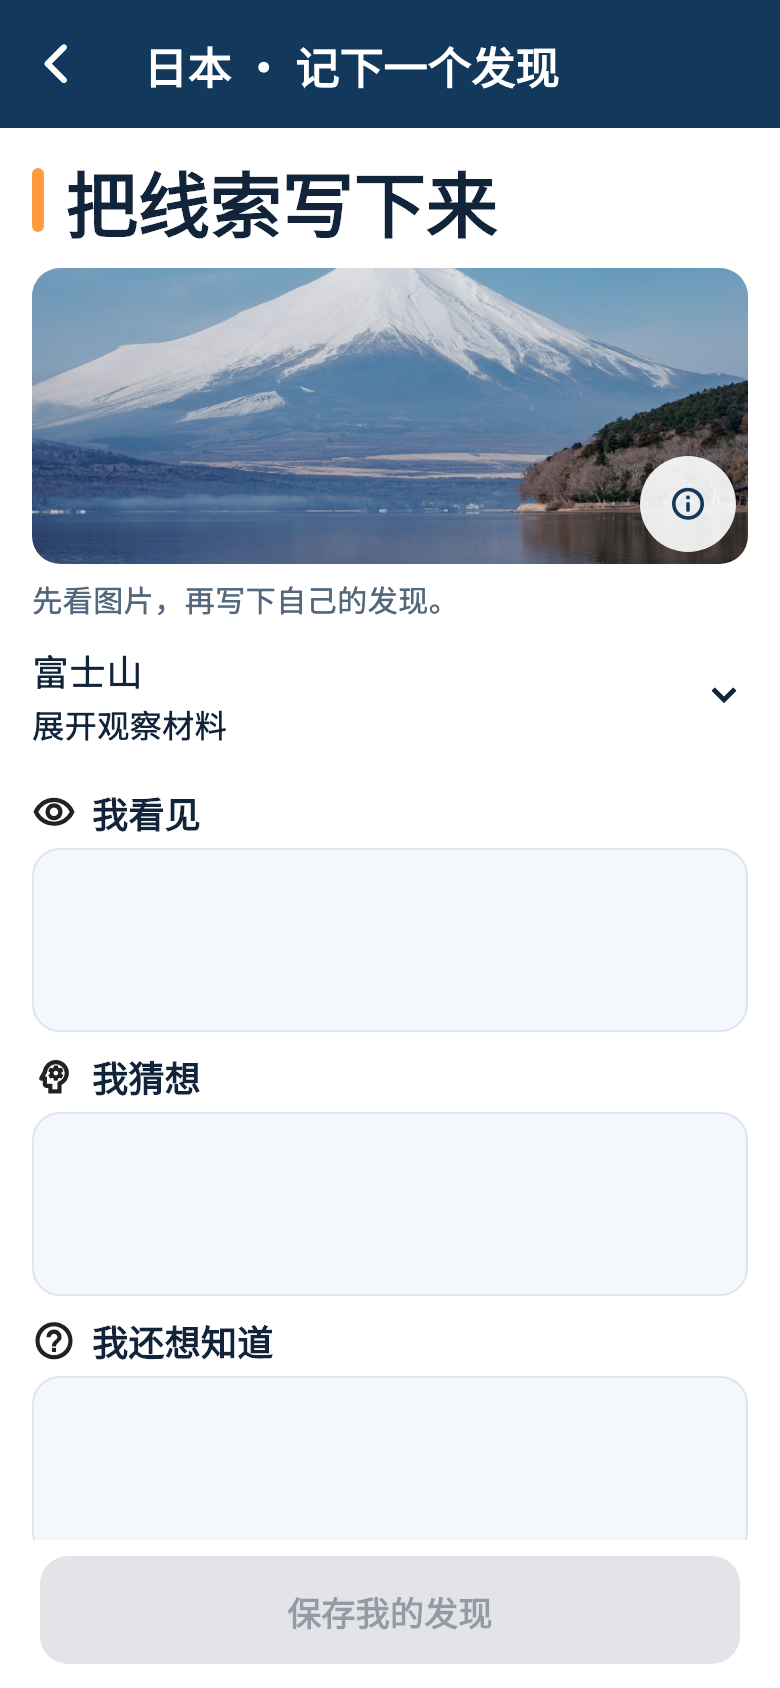 日本 · 记下一个发现
把线索写下来
先看图片，再写下自己的发现。
富士山
展开观察材料
我看见
我猜想
我还想知道
保存我的发现